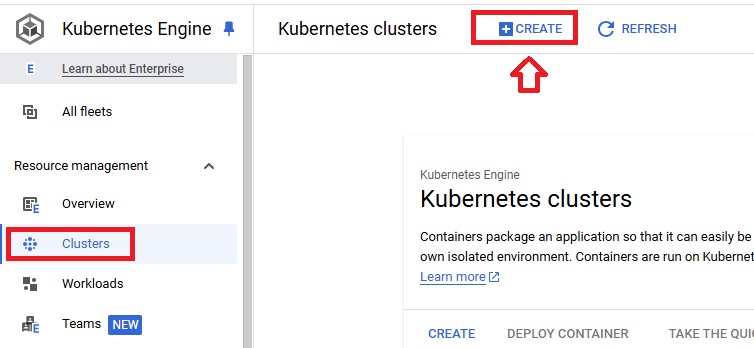 Kubernetes Engine
Kubernetes clusters
CREATE
REFRESH
E
Learn about Enterprise
All fleets
Resource management
E
Overview
Clusters
Workloads
E
Teams
NEW
Kubernetes Engine
Kubernetes clusters
Containers package an application so that it can easily be
own isolated environment. Containers are run on Kubernet
Learn more
CREATE
DEPLOY CONTAINER
TAKE THE QUIC